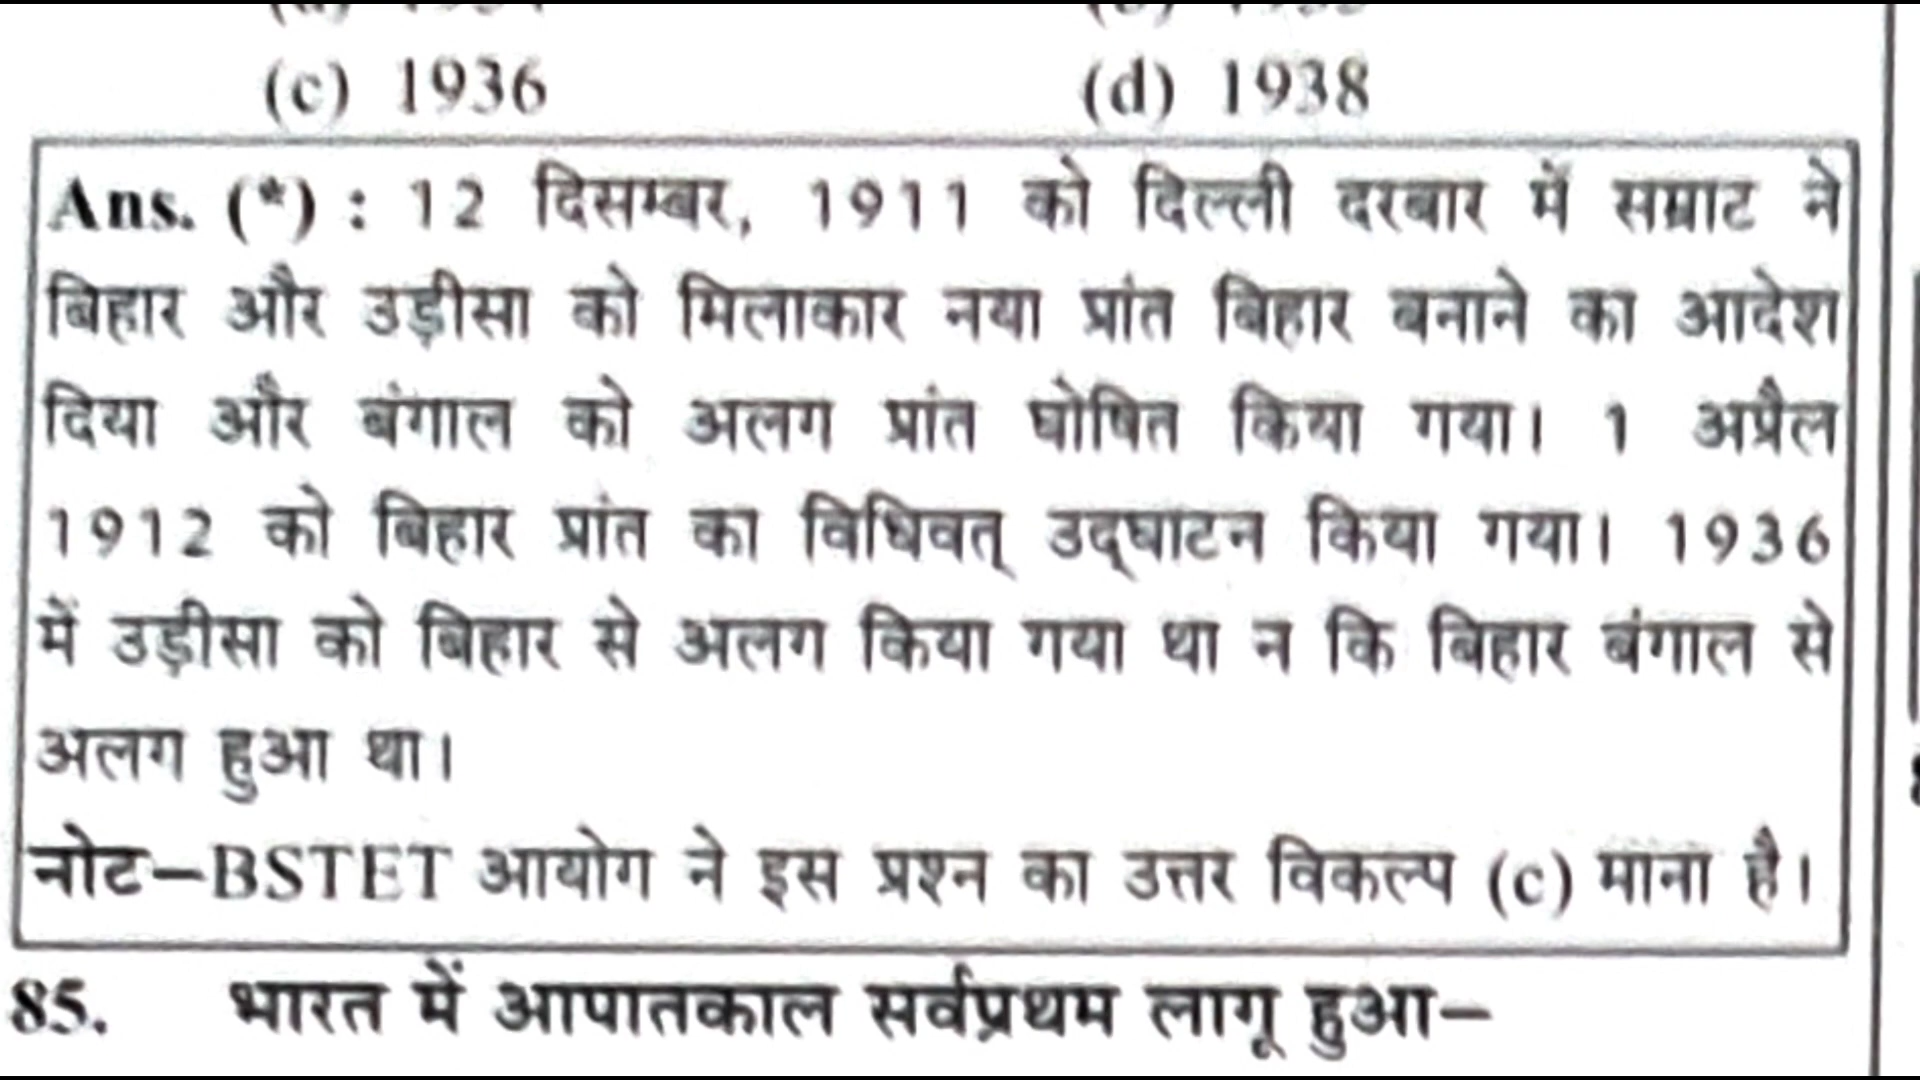 (c) 1936 (d) 1938
Ans. (*) : 12 दिसम्बर, 1911 को दिल्ली दरबार में सम्राट ने
बिहार और उड़ीसा को मिलाकार नया प्रांत बिहार बनाने का आदेश
दिया और बंगाल को अलग प्रांत घोषित किया गया। 1 अप्रैल
1912 को बिहार प्रांत का विधिवत् उद्घाटन किया गया। 1936
में उड़ीसा को बिहार से अलग किया गया था न कि बिहार बंगाल से
अलग हुआ था।
नोट–BSTET आयोग ने इस प्रश्न का उत्तर विकल्प (c) माना है।
85. भारत में आपातकाल सर्वप्रथम लागू हुआ–